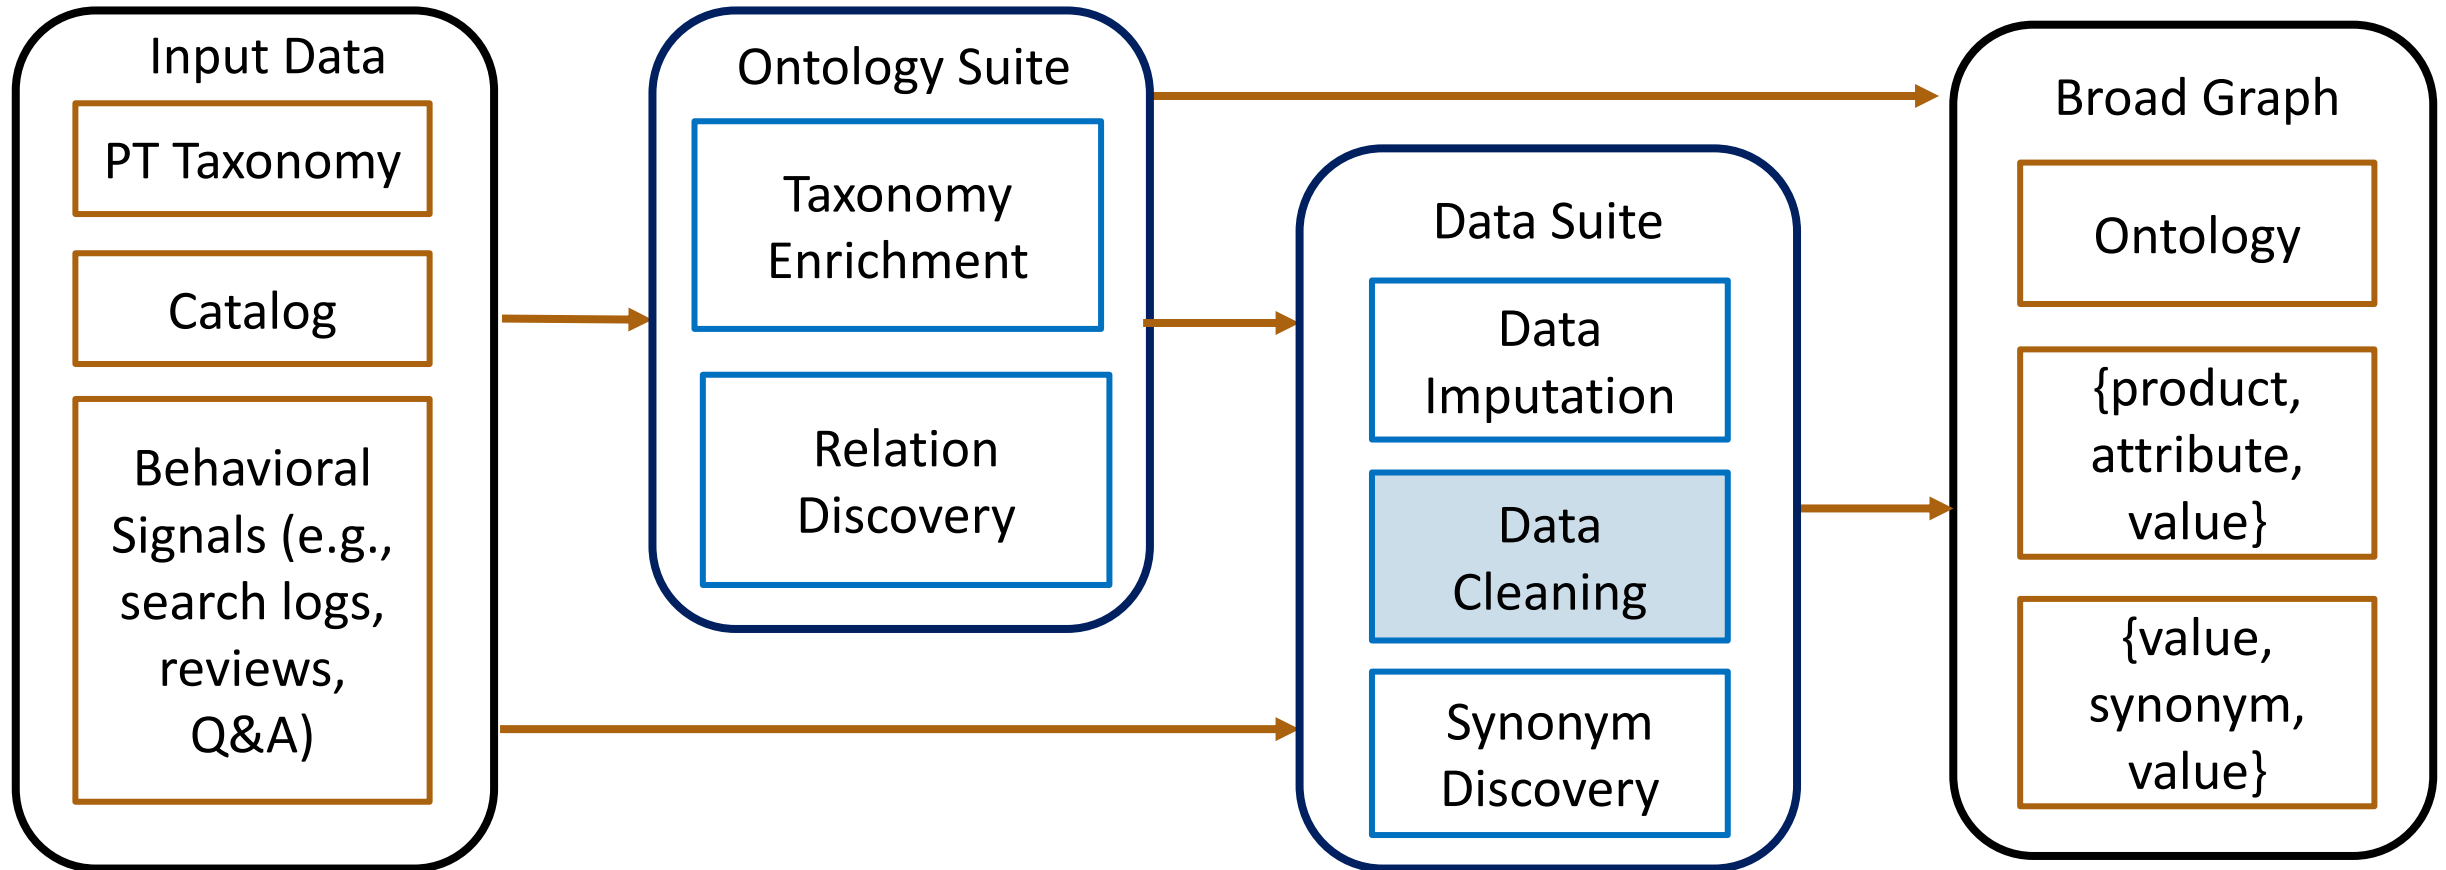 Input Data
PT Taxonomy
Catalog
Behavioral
Signals (e.g.,
search logs,
reviews,
Q&A)
Ontology Suite
Taxonomy
Enrichment
Relation
Discovery
Data Suite
Data
Imputation
Data
Cleaning
Synonym
Discovery
Broad Graph
Ontology
{product,
attribute,
value}
{value,
synonym,
value}